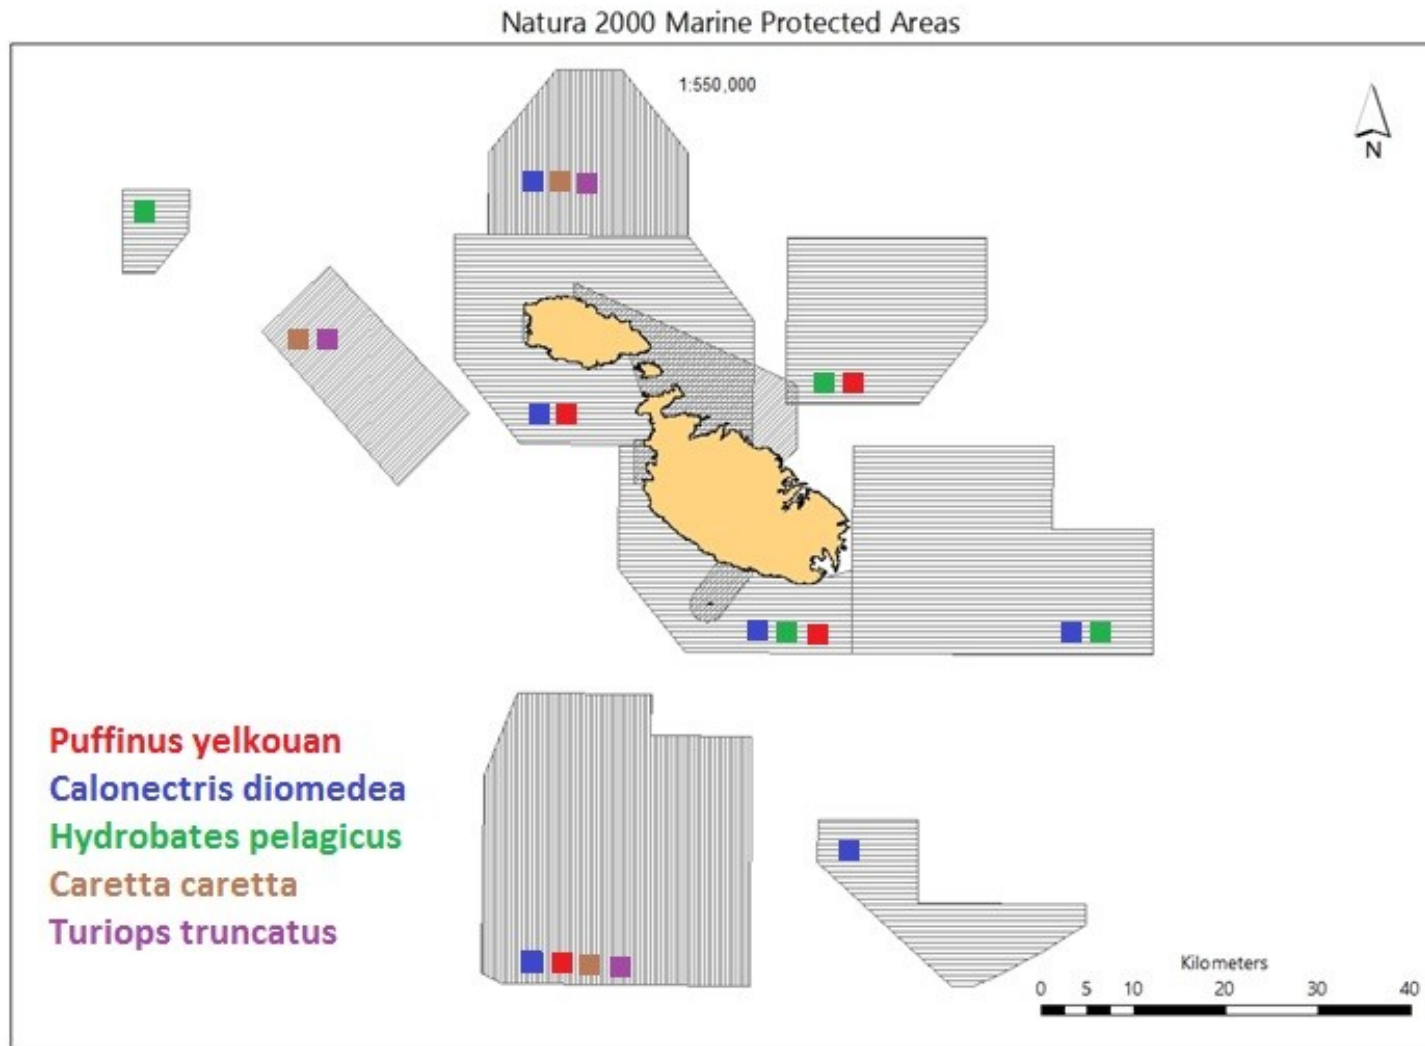 Natura 2000 Marine Protected Areas
1:550,000
N
Puffinus yelkouan
Calonectris diomedea
Hydrobates pelagicus
Caretta caretta
Turiops truncatus
Kilometers
0 5 10 20 30 40